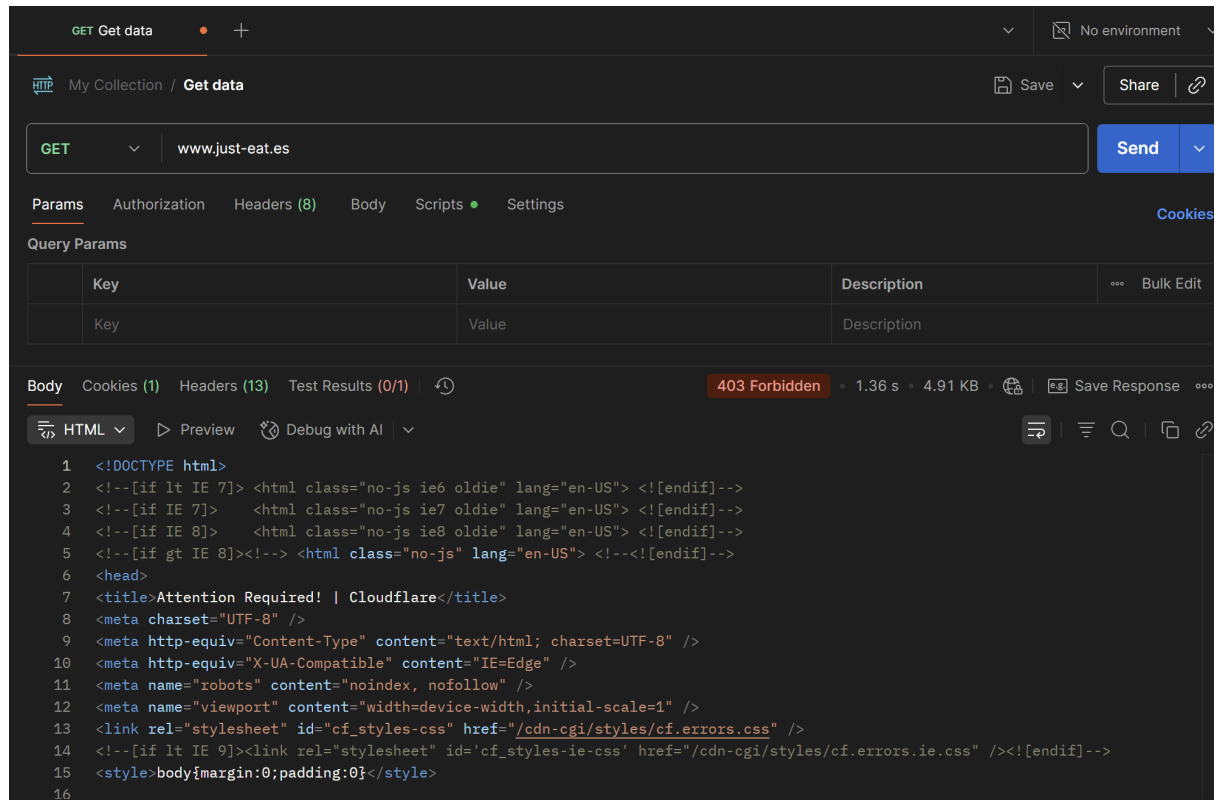 GET Get data
No environment
HTTP My Collection / Get data
Save
Share
GET www.just-eat.es
Send
Params Authorization Headers (8) Body Scripts Settings
Cookies
Query Params
Key Value Description Bulk Edit
Key Value Description
Body Cookies (1) Headers (13) Test Results (0/1) 403 Forbidden 1.36 s 4.91 KB e.g. Save Response
HTML Preview Debug with AI
1 <!DOCTYPE html>
2 <!--[if lt IE 7]> <html class="no-js ie6 oldie" lang="en-US"> <![endif]-->
3 <!--[if IE 7]>    <html class="no-js ie7 oldie" lang="en-US"> <![endif]-->
4 <!--[if IE 8]>    <html class="no-js ie8 oldie" lang="en-US"> <![endif]-->
5 <!--[if gt IE 8]><!--> <html class="no-js" lang="en-US"> <!--<![endif]-->
6 <head>
7 <title>Attention Required! | Cloudflare</title>
8 <meta charset="UTF-8" />
9 <meta http-equiv="Content-Type" content="text/html; charset=UTF-8" />
10 <meta http-equiv="X-UA-Compatible" content="IE=Edge" />
11 <meta name="robots" content="noindex, nofollow" />
12 <meta name="viewport" content="width=device-width,initial-scale=1" />
13 <link rel="stylesheet" id="cf_styles-css" href="/cdn-cgi/styles/cf.errors.css" />
14 <!--[if lt IE 9]><link rel="stylesheet" id='cf_styles-ie-css' href="/cdn-cgi/styles/cf.errors.ie.css" /><![endif]-->
15 <style>body{margin:0;padding:0}</style>
16